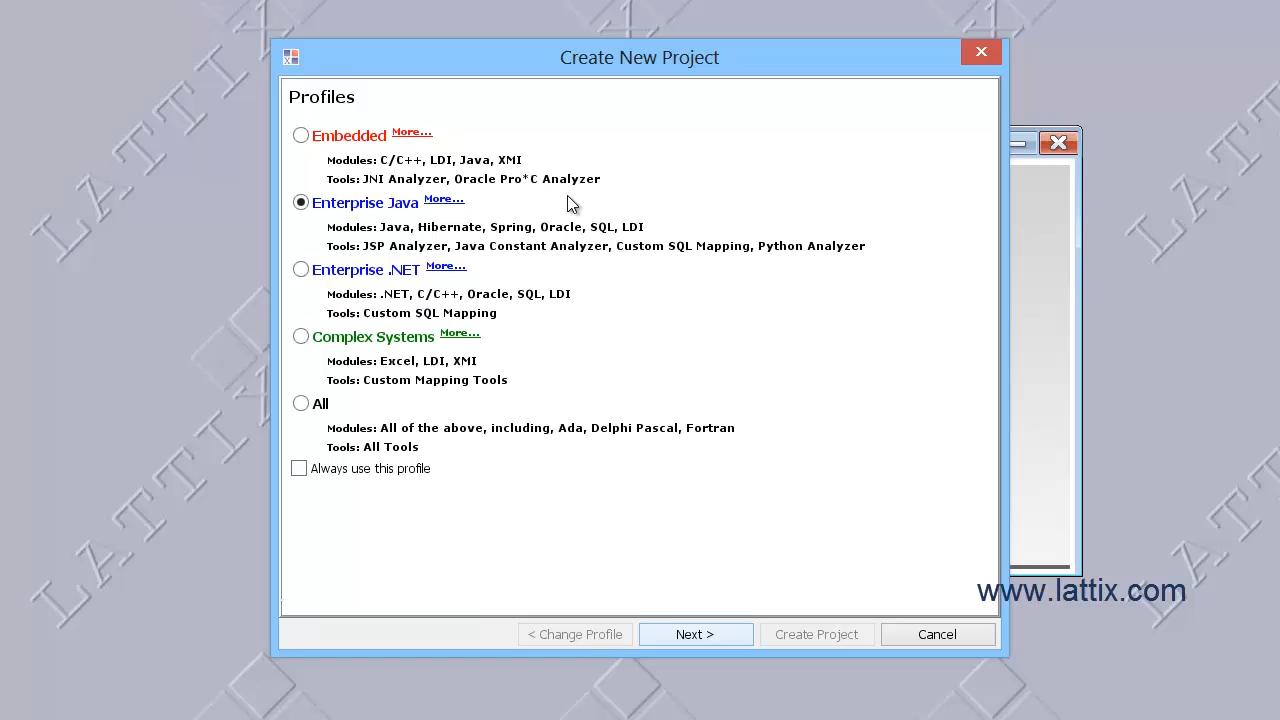 Create New Project
Profiles
Embedded More...
Modules: C/C++, LDI, Java, XMI
Tools: JNI Analyzer, Oracle Pro*C Analyzer
Enterprise Java More...
Modules: Java, Hibernate, Spring, Oracle, SQL, LDI
Tools: JSP Analyzer, Java Constant Analyzer, Custom SQL Mapping, Python Analyzer
Enterprise .NET More...
Modules: .NET, C/C++, Oracle, SQL, LDI
Tools: Custom SQL Mapping
Complex Systems More...
Modules: Excel, LDI, XMI
Tools: Custom Mapping Tools
All
Modules: All of the above, including, Ada, Delphi Pascal, Fortran
Tools: All Tools
Always use this profile
< Change Profile Next > Create Project Cancel
www.lattix.com
LATTIX
LATTIX
LATTIX
LATTIX